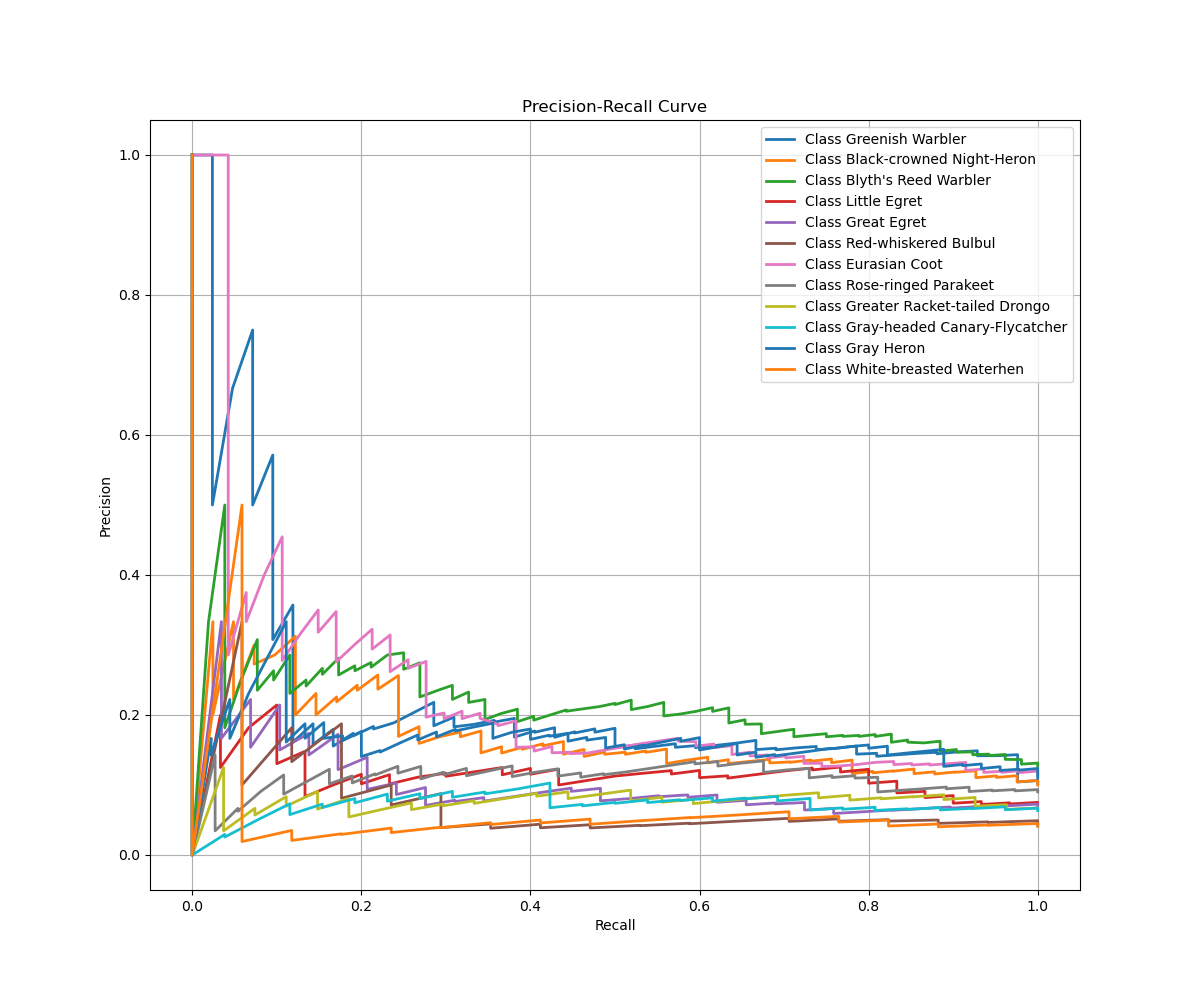 Precision-Recall Curve
Class Greenish Warbler
Class Black-crowned Night-Heron
Class Blyth's Reed Warbler
Class Little Egret
Class Great Egret
Class Red-whiskered Bulbul
Class Eurasian Coot
Class Rose-ringed Parakeet
Class Greater Racket-tailed Drongo
Class Gray-headed Canary-Flycatcher
Class Gray Heron
Class White-breasted Waterhen
1.0
0.8
0.6
0.4
0.2
0.0
Precision
0.0 0.2 0.4 0.6 0.8 1.0
Recall